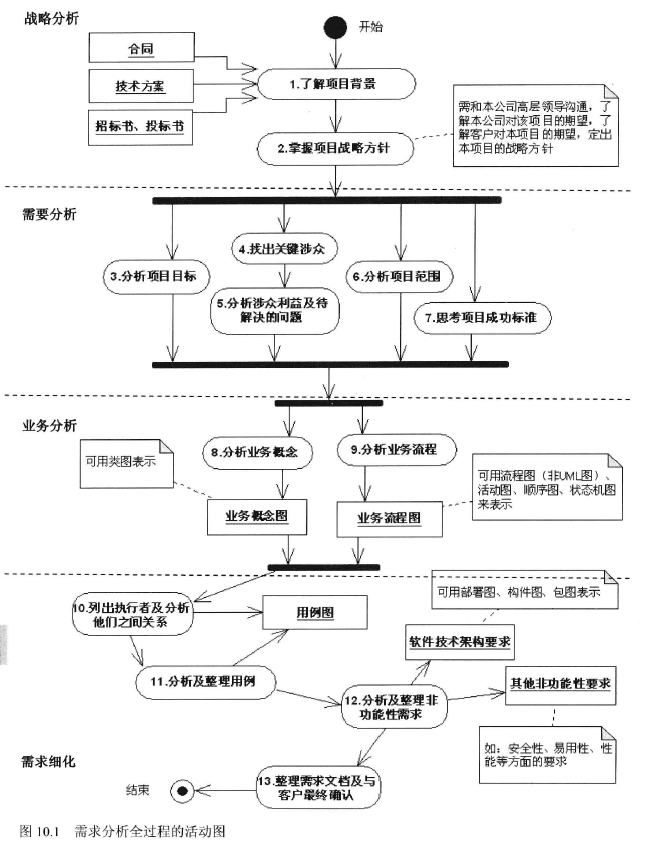 战略分析
开始
合同
技术方案
招标书、投标书
1.了解项目背景
2.掌握项目战略方针
需和本公司高层领导沟通，了
解本公司对该项目的期望，了
解客户对本项目的期望，定出
本项目的战略方针
需要分析
3.分析项目目标
4.找出关键涉众
5.分析涉众利益及待
解决的问题
6.分析项目范围
7.思考项目成功标准
业务分析
可用类图表示
8.分析业务概念
9.分析业务流程
业务概念图
业务流程图
可用流程图（非UML图）、
活动图、顺序图、状态机图
来表示
10.列出执行者及分析
他们之间关系
用例图
可用部署图、构件图、包图表示
软件技术架构要求
11.分析及整理用例
12.分析及整理非
功能性需求
其他非功能性要求
如：安全性、易用性、性
能等方面的要求
需求细化
13.整理需求文档及与
客户最终确认
结束
图 10.1 需求分析全过程的活动图